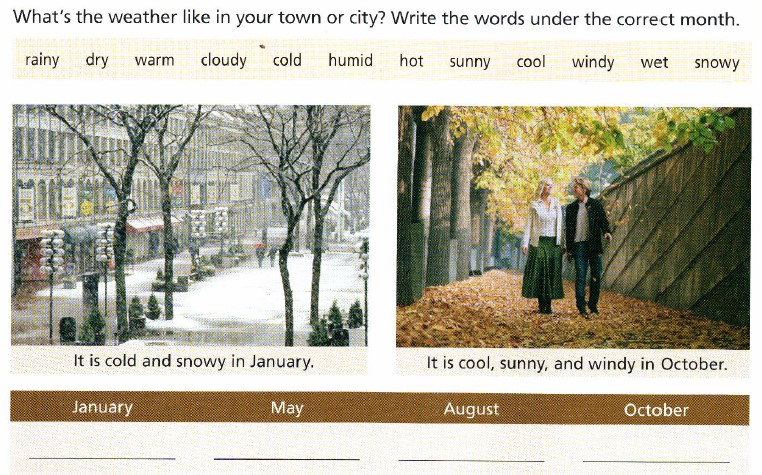 What's the weather like in your town or city? Write the words under the correct month.
rainy dry warm cloudy cold humid hot sunny cool windy wet snowy
It is cold and snowy in January.
It is cool, sunny, and windy in October.
January May August October